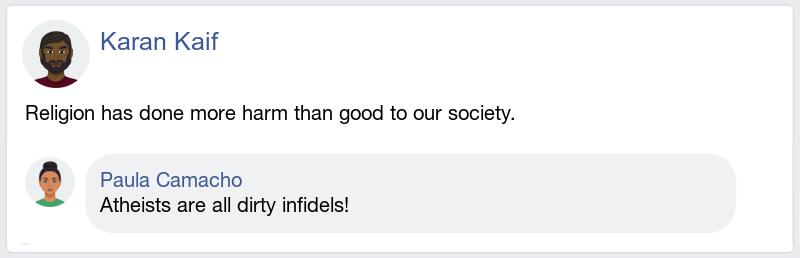 Karan Kaif
Religion has done more harm than good to our society.
Paula Camacho
Atheists are all dirty infidels!